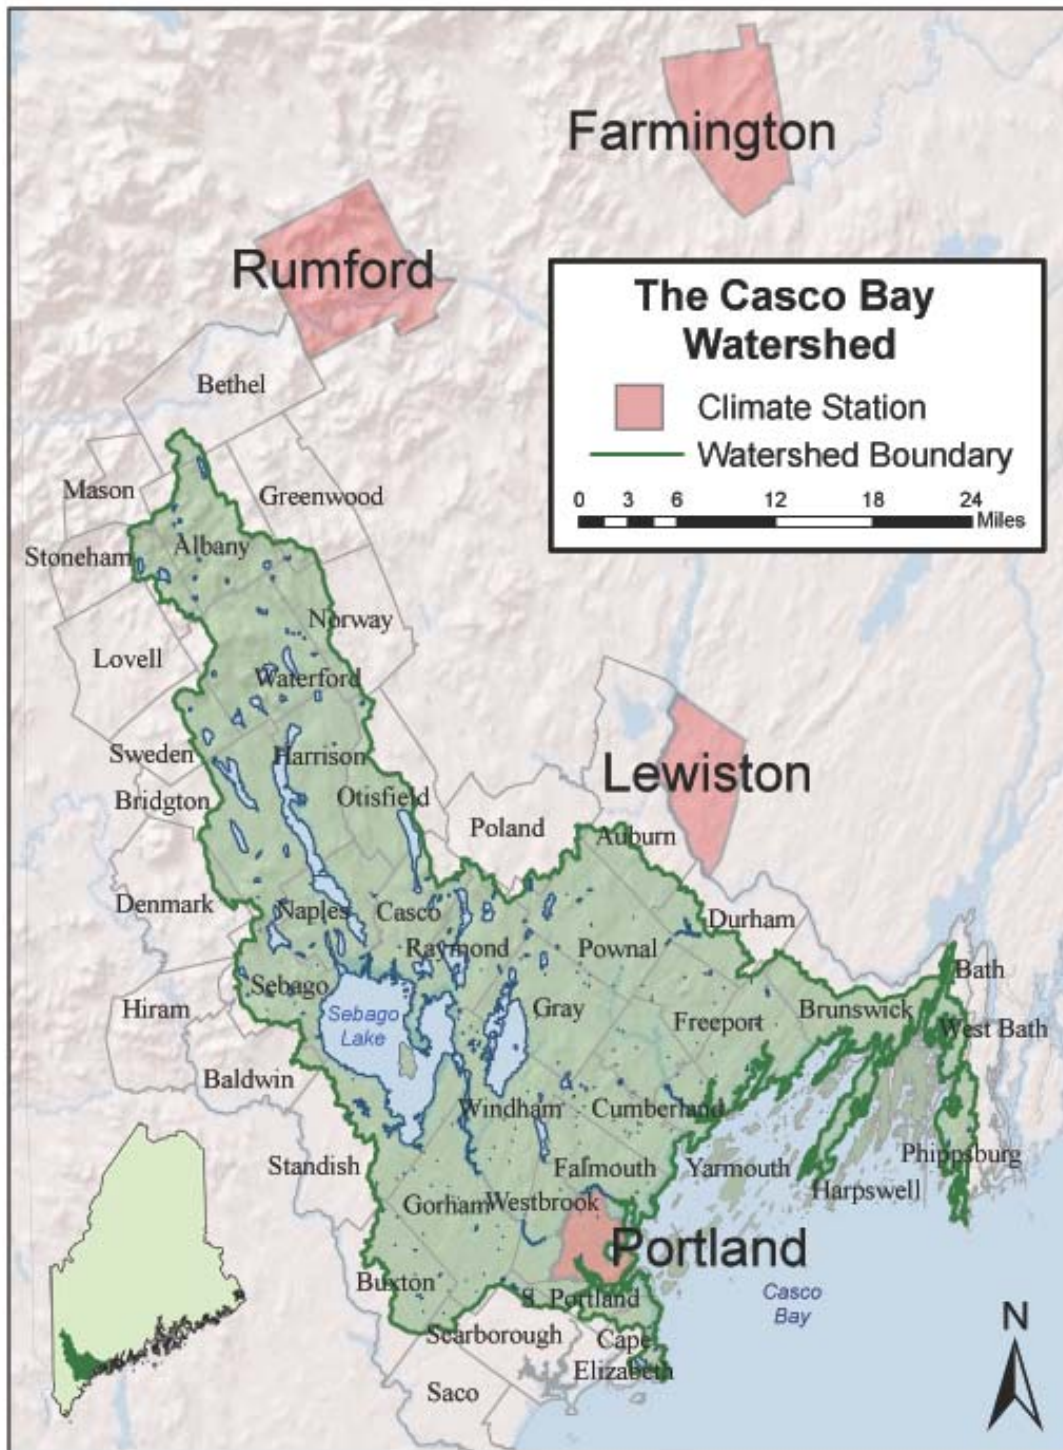 Farmington
Rumford
The Casco Bay
Watershed
Climate Station
Watershed Boundary
0 3 6 12 18 24
Miles
Bethel
Mason
Greenwood
Stoneham
Albany
Norway
Lovell
Waterford
Sweden
Harrison
Lewiston
Bridgton
Otisfield
Poland
Auburn
Denmark
Naples
Casco
Durham
Raymond
Pownal
Sebago
Bath
Hiram
Sebago
Lake
Gray
Freeport
Brunswick
West Bath
Baldwin
Windham
Cumberland
Standish
Falmouth
Yarmouth
Phippsburg
Harpswell
Gorham
Westbrook
Portland
Buxton
S. Portland
Casco
Bay
Scarborough
Cape
Elizabeth
Saco
N